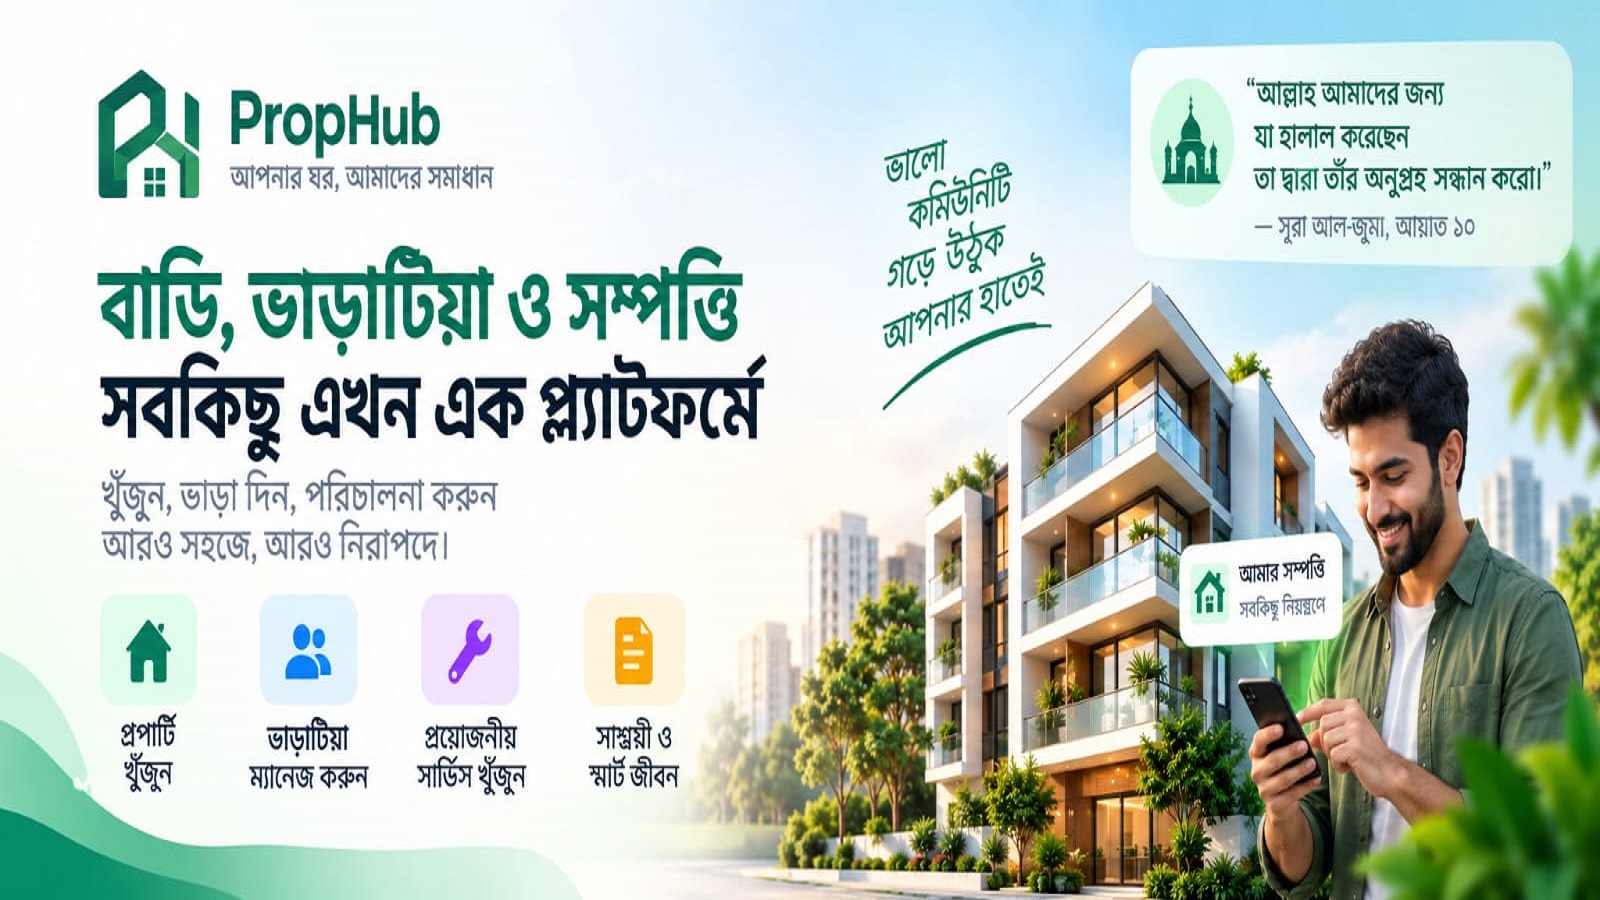 PropHub
আপনার ঘর, আমাদের সমাধান
বাড়ি, ভাড়াটিয়া ও সম্পত্তি
সবকিছু এখন এক প্ল্যাটফর্মে
খুঁজুন, ভাড়া দিন, পরিচালনা করুন
আরও সহজে, আরও নিরাপদে।
প্রপার্টি
খুঁজুন
ভাড়াটিয়া
ম্যানেজ করুন
প্রয়োজনীয়
সার্ভিস খুঁজুন
সাশ্রয়ী ও
স্মার্ট জীবন
ভালো
কমিউনিটি
গড়ে উঠুক
আপনার হাতেই
“আল্লাহ আমাদের জন্য
যা হালাল করেছেন
তা দ্বারা তাঁর অনুগ্রহ সন্ধান করো।”
— সুরা আল-জুমা, আয়াত ১০
আমার সম্পত্তি
সবকিছু নিয়ন্ত্রণে